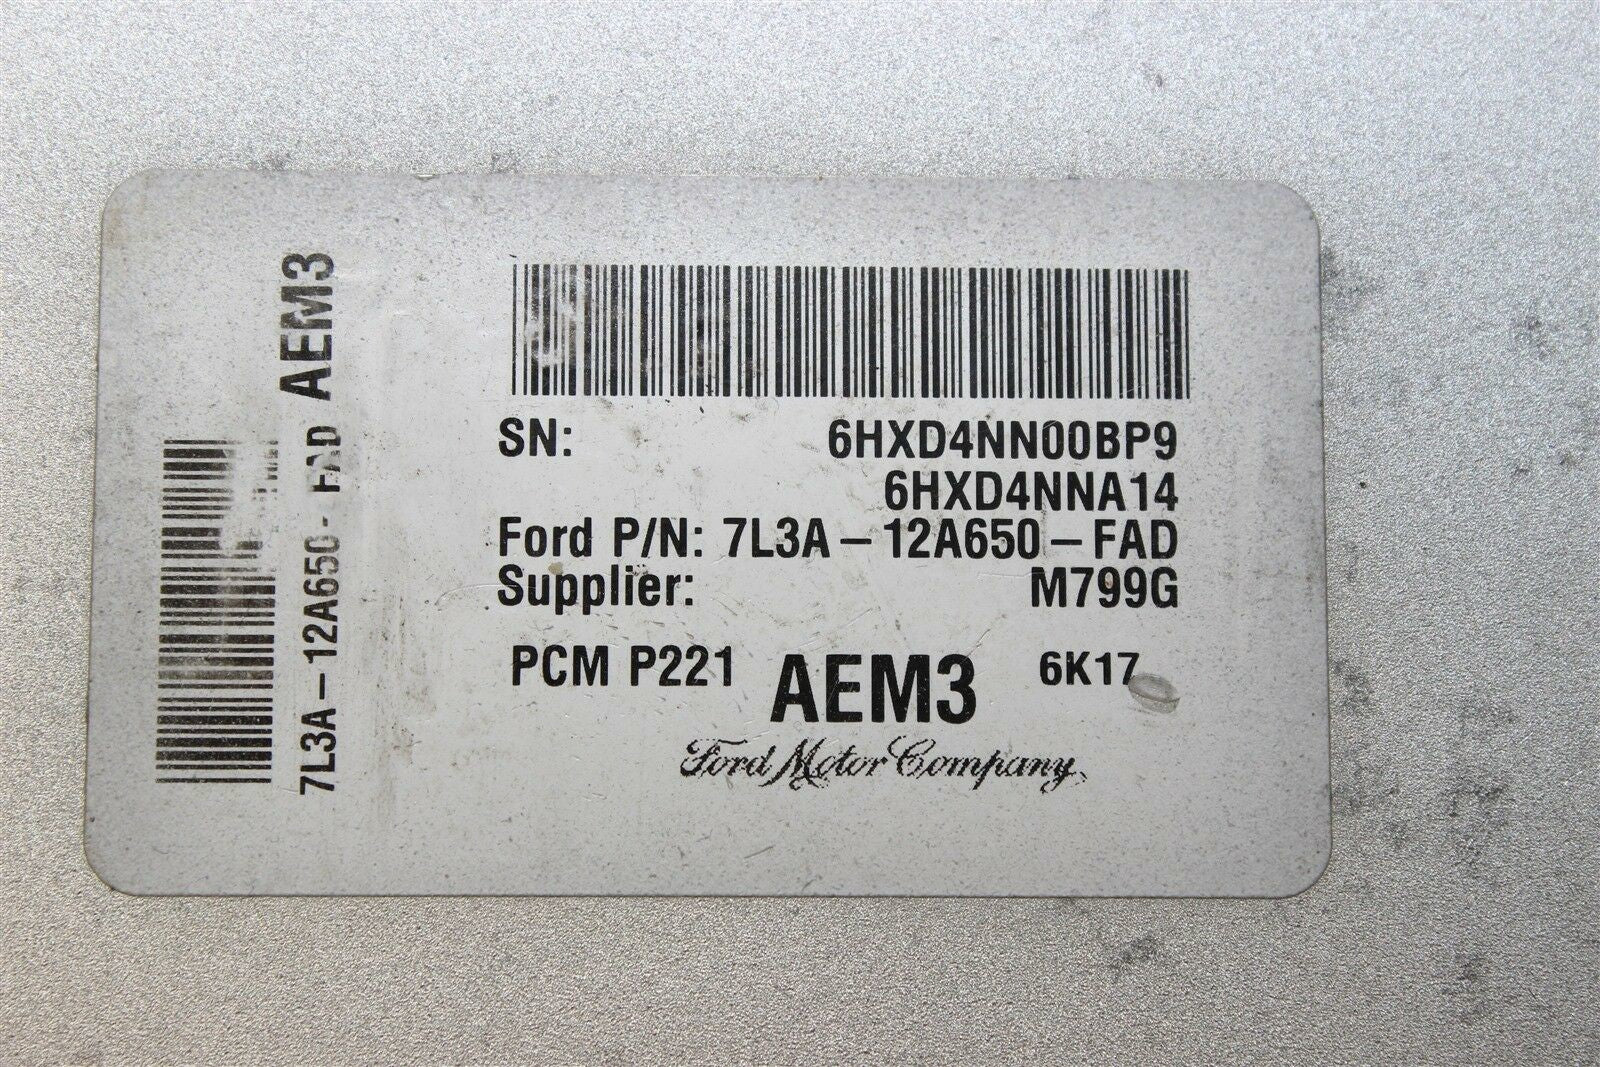 7L3A-12A650-FAD AEM3
SN: 6HXD4NN00BP9
6HXD4NNA14
Ford P/N: 7L3A-12A650-FAD
Supplier: M799G
PCM P221 AEM3 6K17
Ford Motor Company